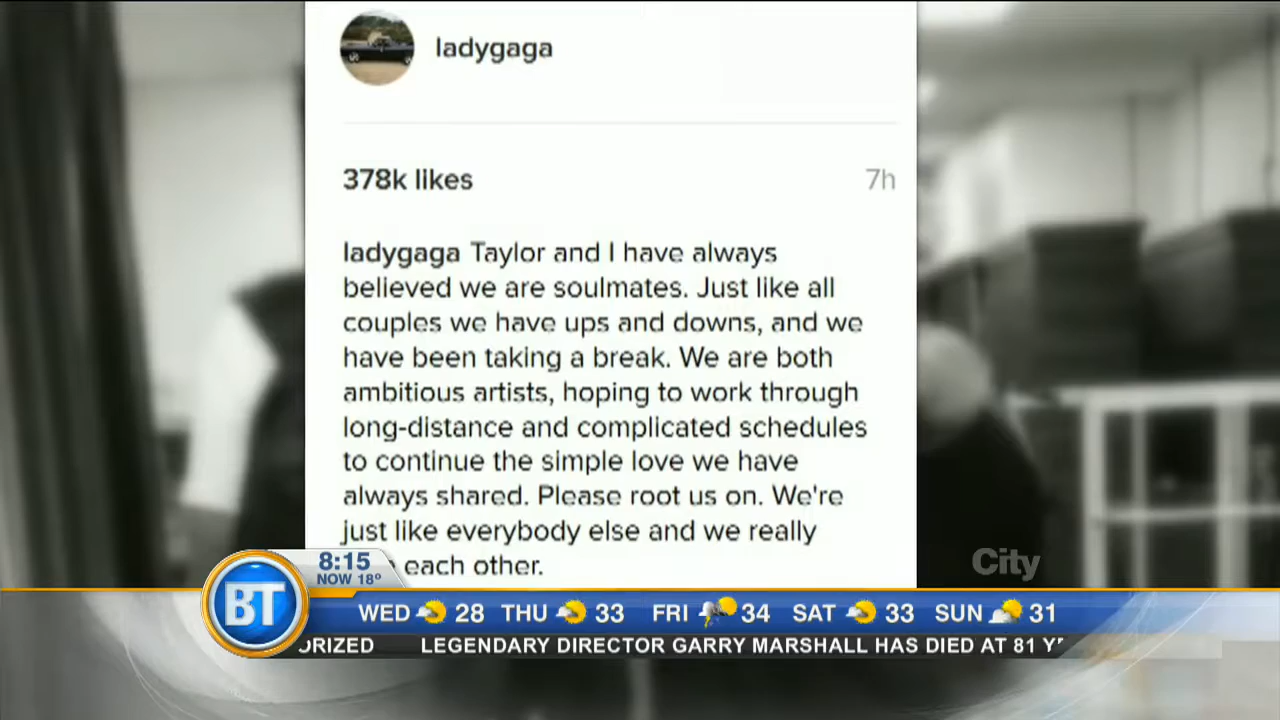 ladygaga
378k likes 7h
ladygaga Taylor and I have always
believed we are soulmates. Just like all
couples we have ups and downs, and we
have been taking a break. We are both
ambitious artists, hoping to work through
long-distance and complicated schedules
to continue the simple love we have
always shared. Please root us on. We're
just like everybody else and we really
each other.
City
8:15
NOW 18º
BT
WED 28 THU 33 FRI 34 SAT 33 SUN 31
ORIZED LEGENDARY DIRECTOR GARRY MARSHALL HAS DIED AT 81